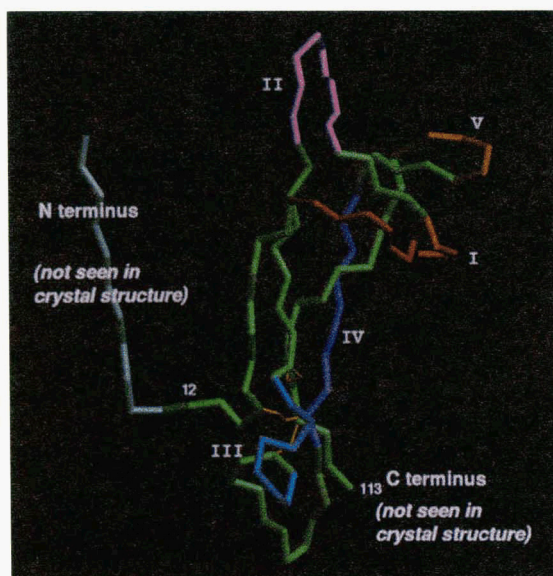 II
V
N terminus
(not seen in
crystal structure)
I
IV
12
III
113 C terminus
(not seen in
crystal structure)